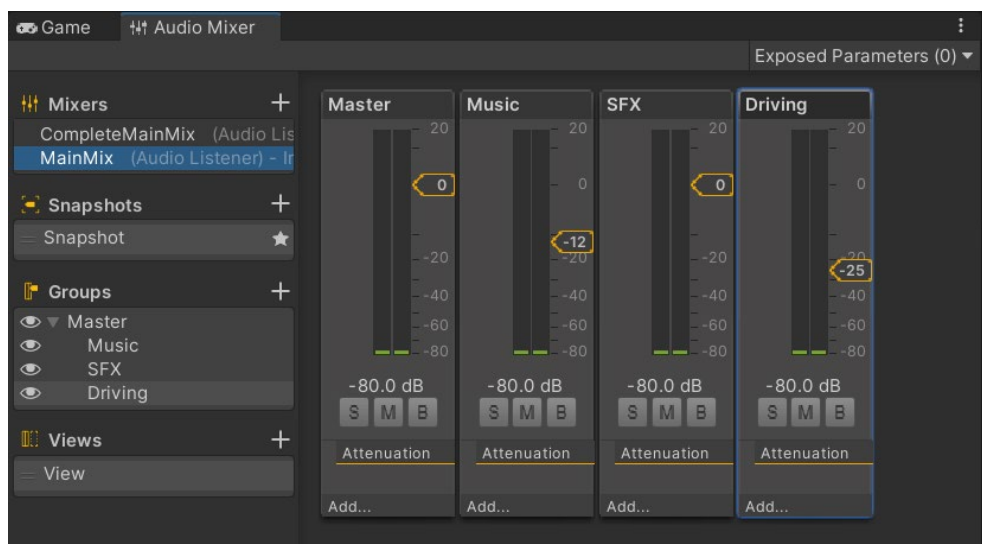 Game Audio Mixer
Exposed Parameters (0)
Mixers
CompleteMainMix (Audio Lis
MainMix (Audio Listener) - In
Snapshots
Snapshot
Groups
Master
Music
SFX
Driving
Views
View
Master
20
0
0
-20
-40
-60
-80
-80.0 dB
S M B
Attenuation
Add...
Music
20
0
-12
-20
-40
-60
-80
-80.0 dB
S M B
Attenuation
Add...
SFX
20
0
-20
-40
-60
-80
-80.0 dB
S M B
Attenuation
Add...
Driving
20
0
-20
-25
-40
-60
-80
-80.0 dB
S M B
Attenuation
Add...